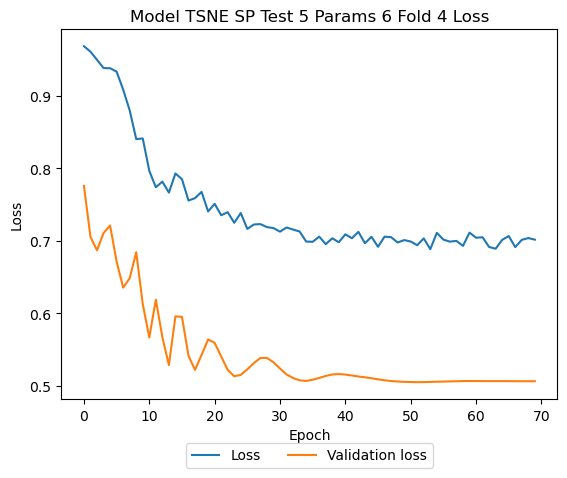 Model TSNE SP Test 5 Params 6 Fold 4 Loss
Loss
0.9
0.8
0.7
0.6
0.5
0 10 20 30 40 50 60 70
Epoch
Loss Validation loss